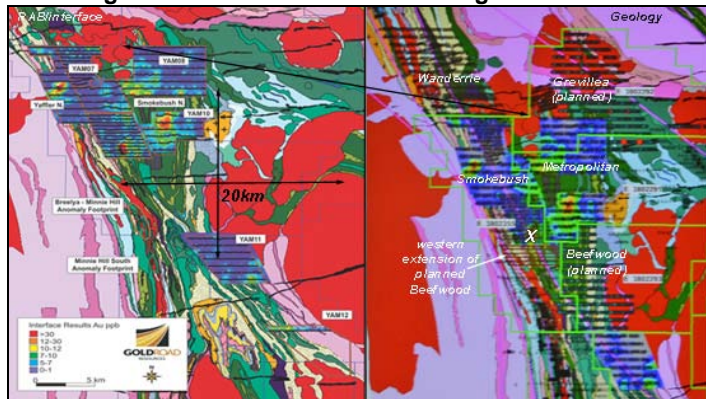 RAB/Interface
YAM07
YAM08
Yaffler N.
Smokebush N.
YAM10
20km
Breelya - Minnie Hill
Anomaly Footprint
YAM11
Minnie Hill South
Anomaly Footprint
YAM12
Interface Results Au ppb
>30
12-30
10-12
7-10
5-7
0-1
GOLDROAD
RESOURCES
N
0 5 km
Geology
Wanderrie
Grevillea
(planned)
Metropolitan
Smokebush
X
western
extension of
planned
Beefwood
Beefwood
(planned)